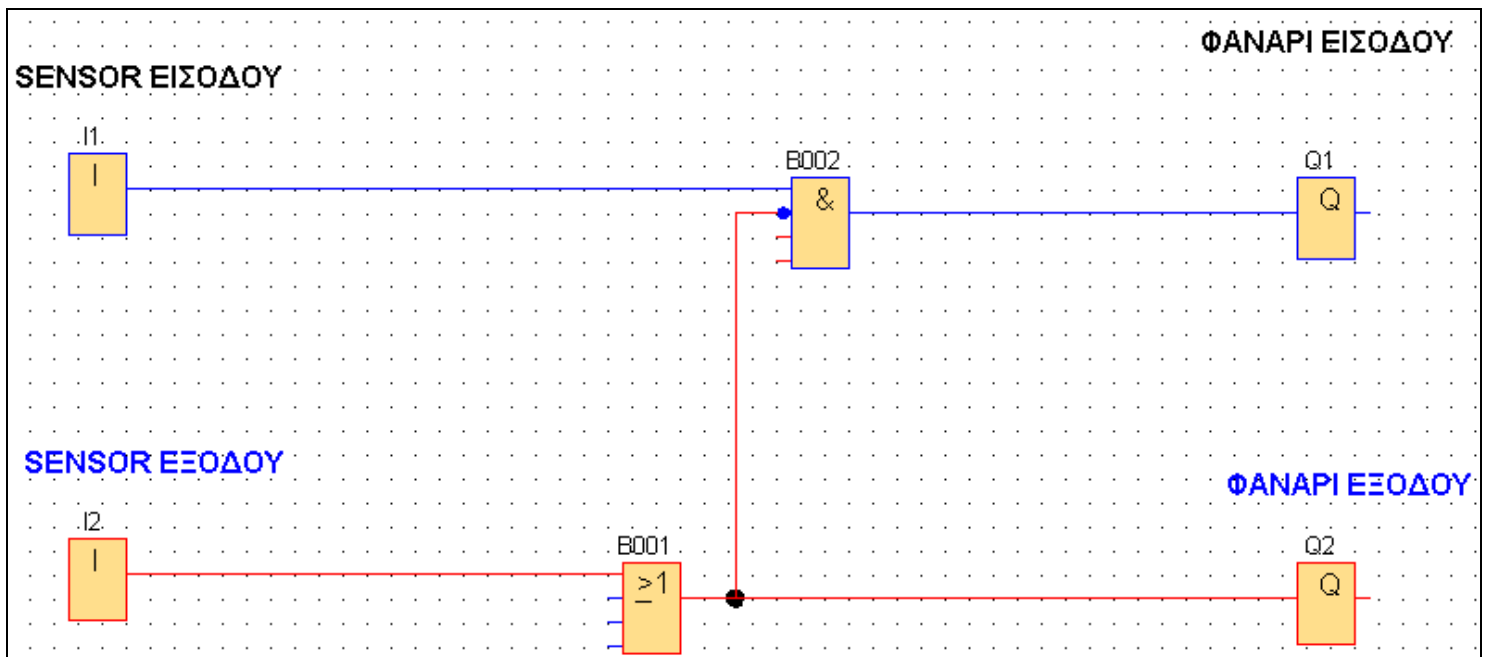 ΦΑΝΑΡΙ ΕΙΣΟΔΟΥ
SENSOR ΕΙΣΟΔΟΥ
I1
I
B002
&
Q1
Q
SENSOR ΕΞΟΔΟΥ
ΦΑΝΑΡΙ ΕΞΟΔΟΥ
I2
I
B001
≥1
Q2
Q